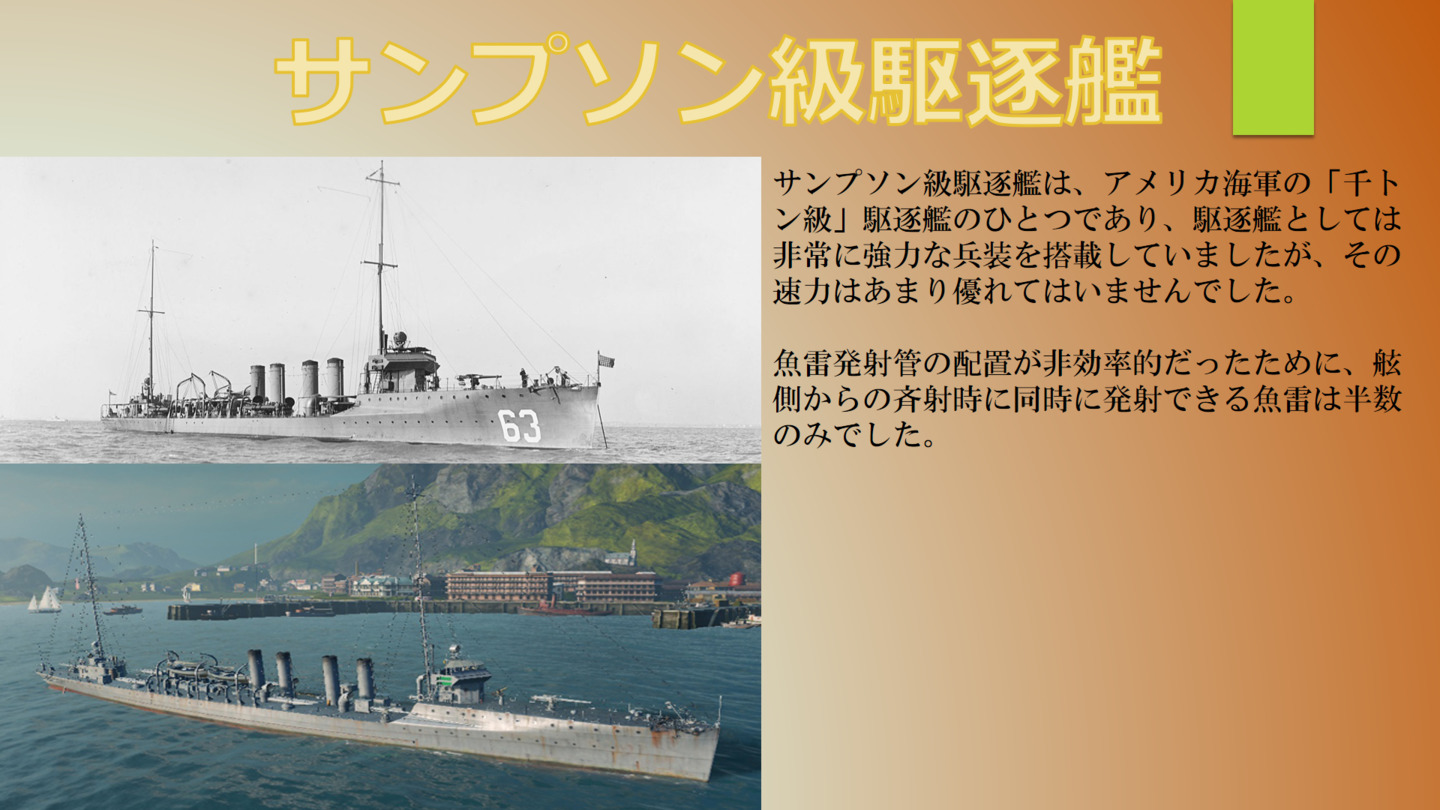 サンプソン級駆逐艦
サンプソン級駆逐艦は、アメリカ海軍の「千ト
ン級」駆逐艦のひとつであり、駆逐艦としては
非常に強力な兵装を搭載していましたが、その
速力はあまり優れてはいませんでした。
魚雷発射管の配置が非効率的だったために、舷
側からの斉射時に同時に発射できる魚雷は半数
のみでした。
63